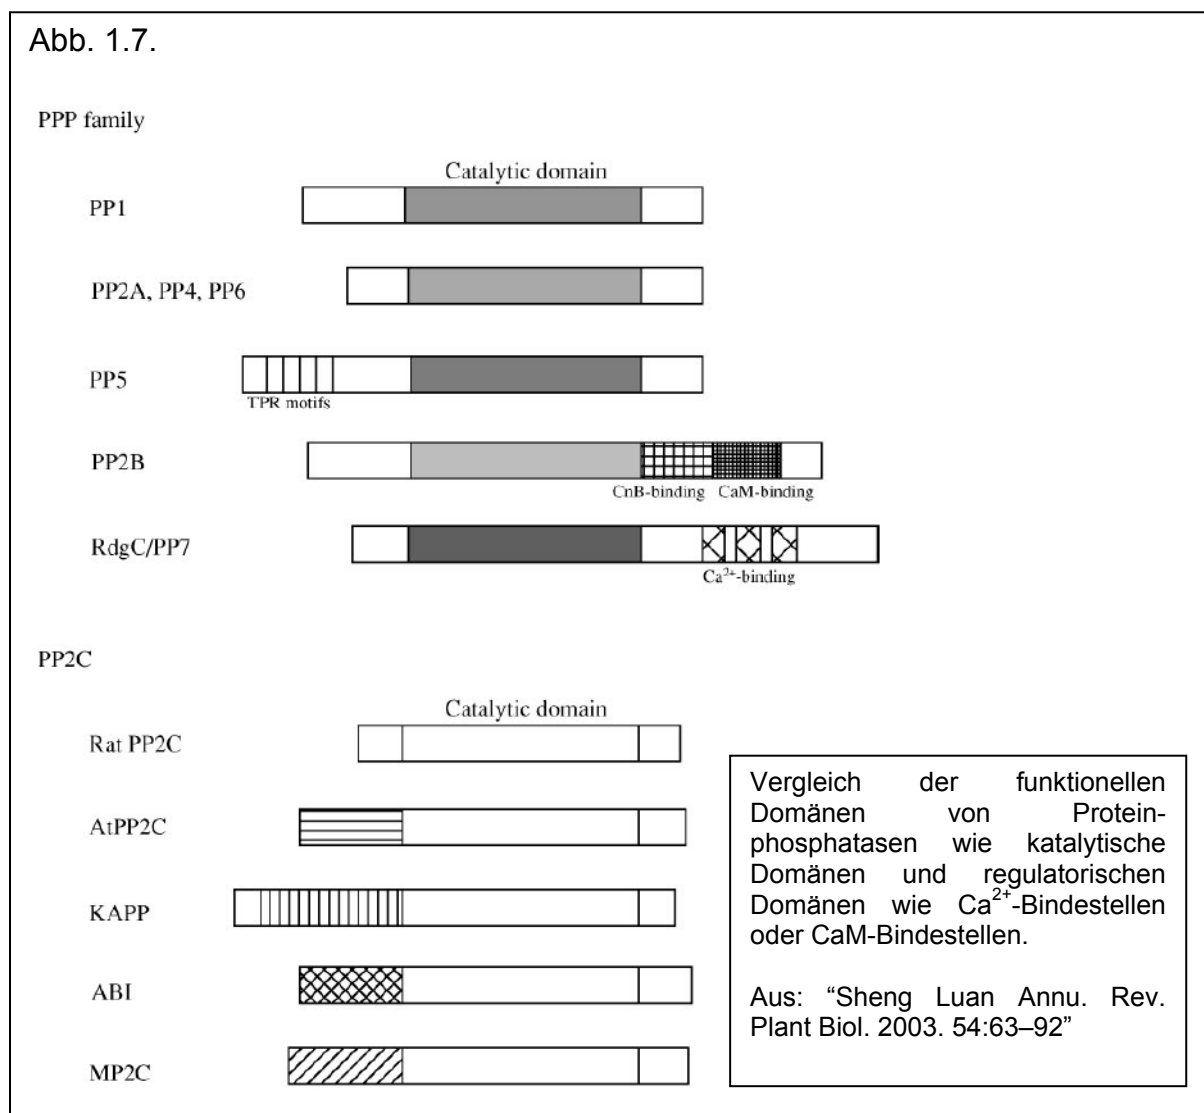 Abb. 1.7.
PPP family
Catalytic domain
PP1
PP2A, PP4, PP6
PP5
TPR motifs
PP2B
CnB-binding CaM-binding
RdgC/PP7
Ca²⁺-binding
PP2C
Catalytic domain
Rat PP2C
AtPP2C
KAPP
ABI
MP2C
Vergleich der funktionellen
Domänen von Protein-
phosphatasen wie katalytische
Domänen und regulatorischen
Domänen wie Ca²⁺-Bindestellen
oder CaM-Bindestellen.
Aus: “Sheng Luan Annu. Rev.
Plant Biol. 2003. 54:63–92”